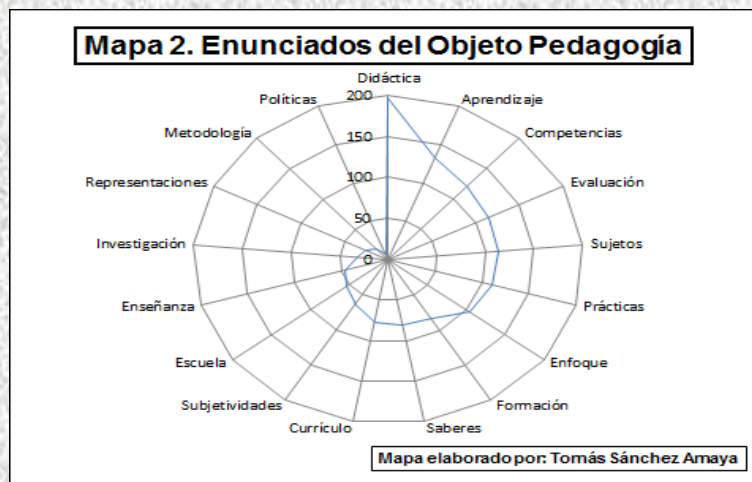 Mapa 2. Enunciados del Objeto Pedagogía
Didáctica
Políticas
200
Aprendizaje
Metodología
150
Competencias
Representaciones
100
Evaluación
50
Investigación
0
Sujetos
Enseñanza
Prácticas
Escuela
Enfoque
Subjetividades
Formación
Currículo
Saberes
Mapa elaborado por: Tomás Sánchez Amaya